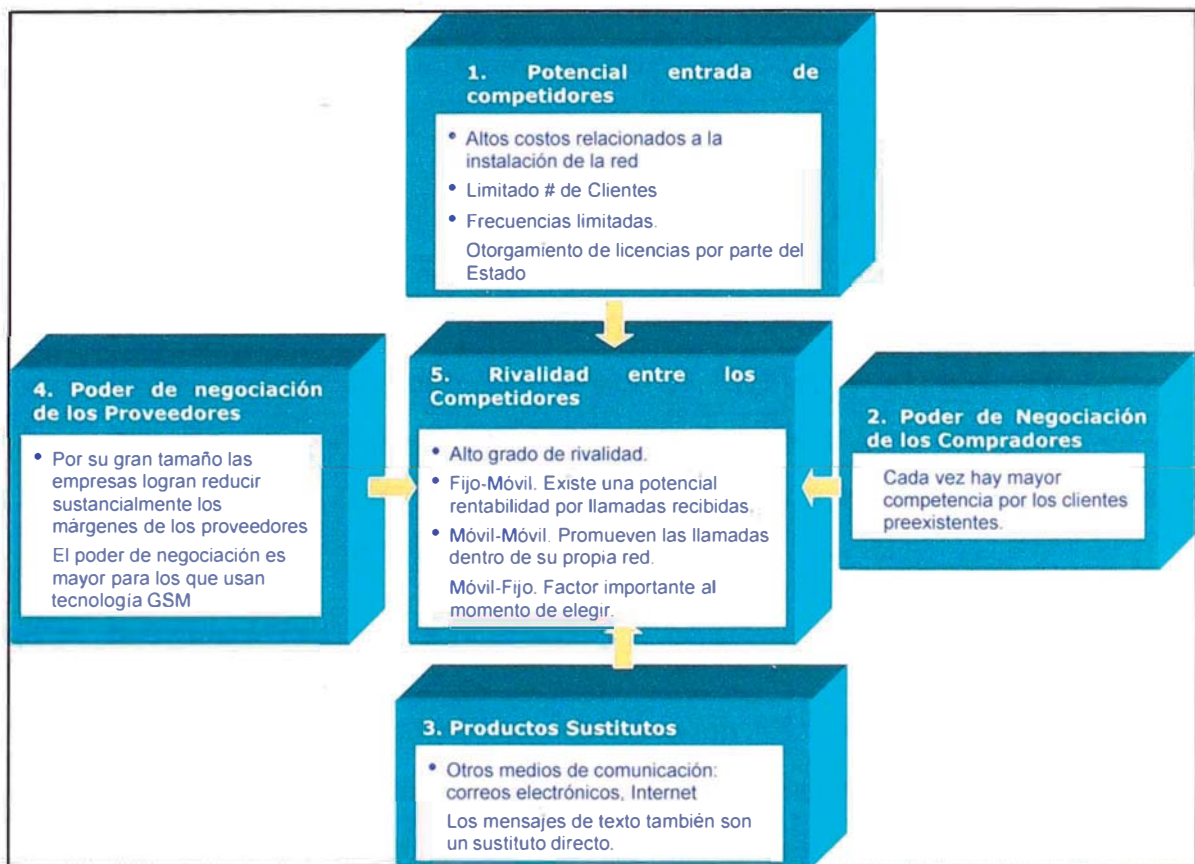 1. Potencial entrada de
competidores
• Altos costos relacionados a la
instalación de la red
• Limitado # de Clientes
• Frecuencias limitadas.
Otorgamiento de licencias por parte del
Estado
4. Poder de negociación
de los Proveedores
• Por su gran tamaño las
empresas logran reducir
sustancialmente los
márgenes de los proveedores
El poder de negociación es
mayor para los que usan
tecnología GSM
5. Rivalidad entre los
Competidores
• Alto grado de rivalidad.
• Fijo-Móvil. Existe una potencial
rentabilidad por llamadas recibidas.
• Móvil-Móvil. Promueven las llamadas
dentro de su propia red.
Móvil-Fijo. Factor importante al
momento de elegir.
2. Poder de Negociación
de los Compradores
Cada vez hay mayor
competencia por los clientes
preexistentes.
3. Productos Sustitutos
• Otros medios de comunicación:
correos electrónicos, Internet
Los mensajes de texto también son
un sustituto directo.